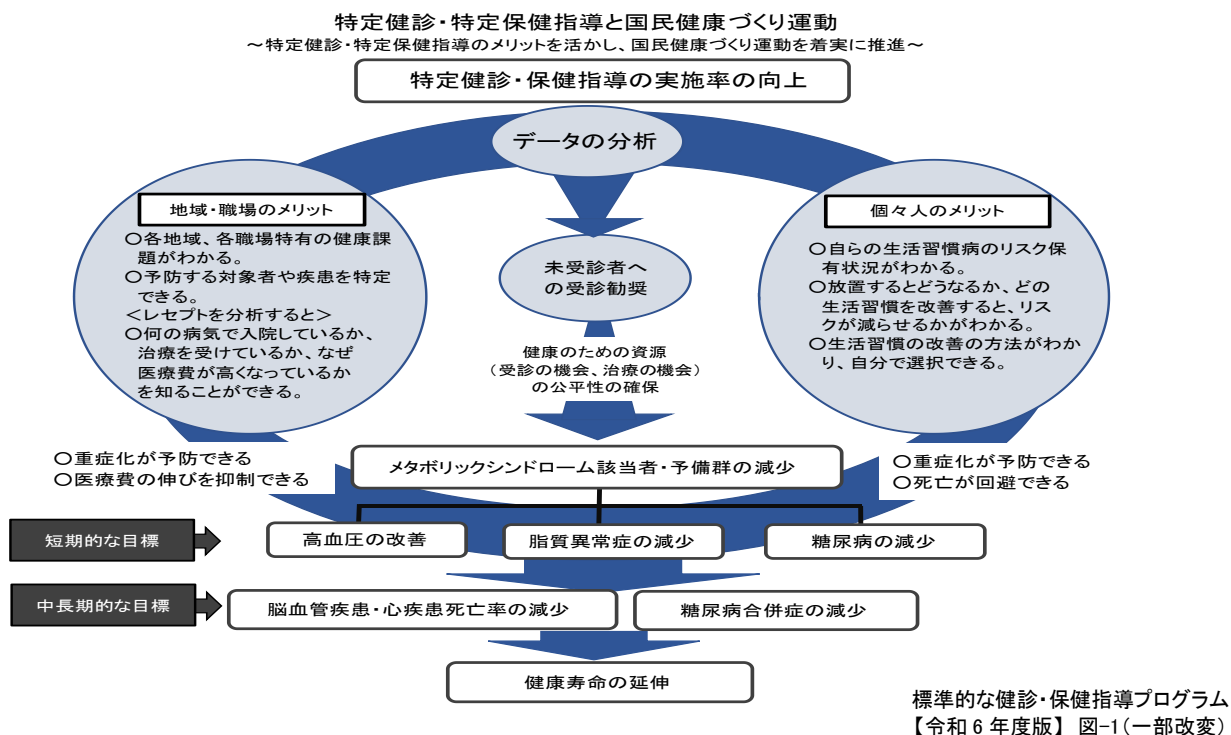 特定健診・特定保健指導と国民健康づくり運動
～特定健診・特定保健指導のメリットを活かし、国民健康づくり運動を着実に推進～
特定健診・保健指導の実施率の向上
データの分析
地域・職場のメリット
○各地域、各職場特有の健康課
題がわかる。
○予防する対象者や疾患を特定
できる。
＜レセプトを分析すると＞
○何の病気で入院しているか、
治療を受けているか、なぜ
医療費が高くなっているか
を知ることができる。
未受診者へ
の受診勧奨
健康のための資源
（受診の機会、治療の機会）
の公平性の確保
個々人のメリット
○自らの生活習慣病のリスク保
有状況がわかる。
○放置するとどうなるか、どの
生活習慣を改善すると、リス
クが減らせるかがわかる。
○生活習慣の改善の方法がわか
り、自分で選択できる。
○重症化が予防できる
○医療費の伸びを抑制できる
メタボリックシンドローム該当者・予備群の減少
○重症化が予防できる
○死亡が回避できる
短期的な目標
高血圧の改善
脂質異常症の減少
糖尿病の減少
中長期的な目標
脳血管疾患・心疾患死亡率の減少
糖尿病合併症の減少
健康寿命の延伸
標準的な健診・保健指導プログラム
【令和６年度版】 図-1（一部改変）